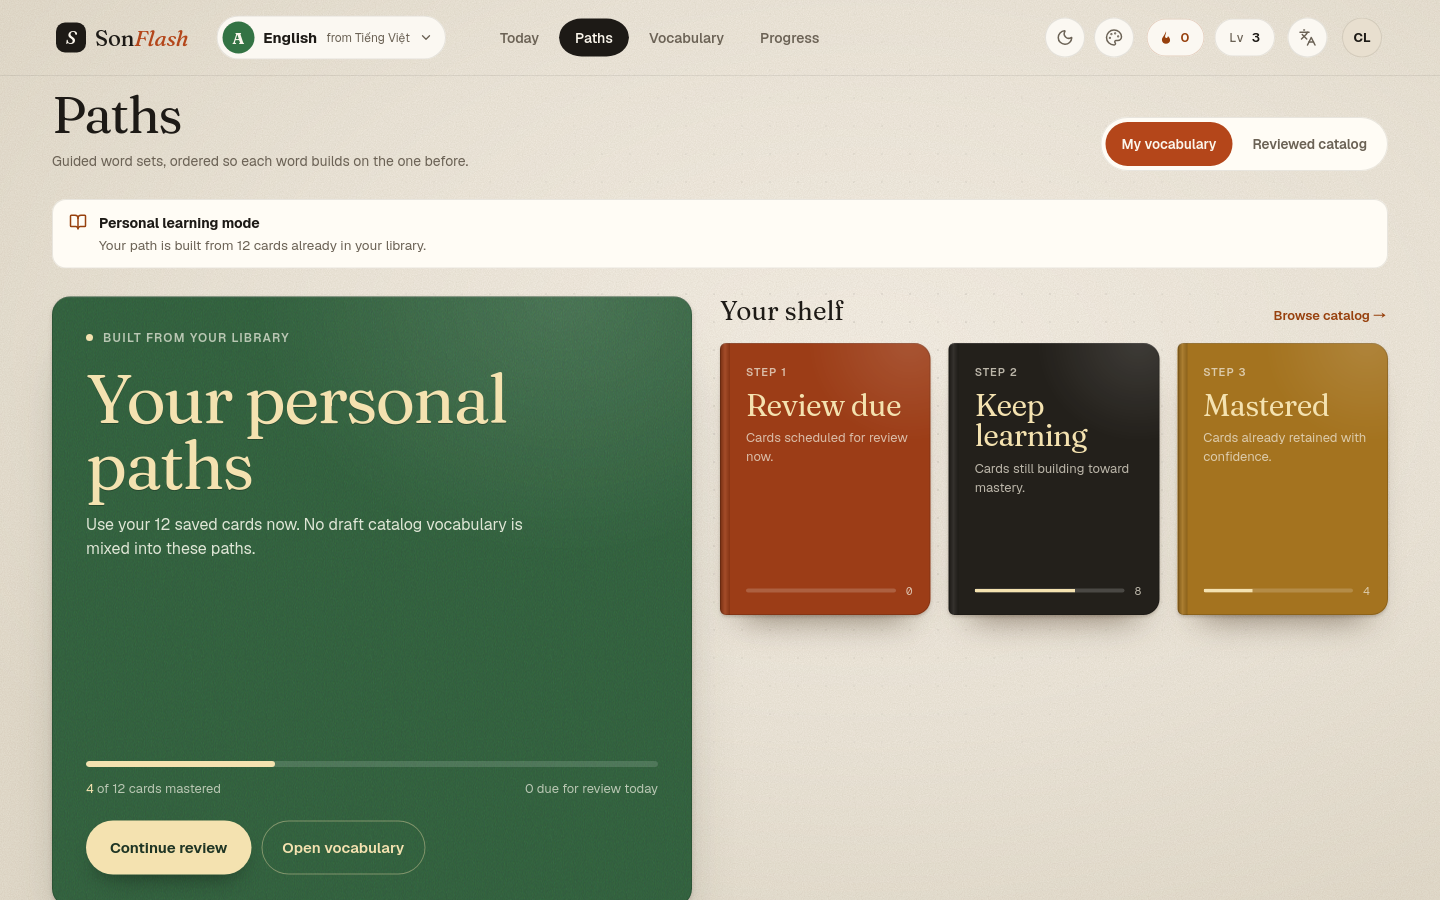 S SonFlash
A English from Tiếng Việt
Today Paths Vocabulary Progress
0
Lv 3
CL
Paths
Guided word sets, ordered so each word builds on the one before.
My vocabulary Reviewed catalog
Personal learning mode
Your path is built from 12 cards already in your library.
BUILT FROM YOUR LIBRARY
Your personal
paths
Use your 12 saved cards now. No draft catalog vocabulary is
mixed into these paths.
4 of 12 cards mastered
0 due for review today
Continue review
Open vocabulary
Your shelf
Browse catalog →
STEP 1
Review due
Cards scheduled for review
now.
0
STEP 2
Keep
learning
Cards still building toward
mastery.
8
STEP 3
Mastered
Cards already retained with
confidence.
4